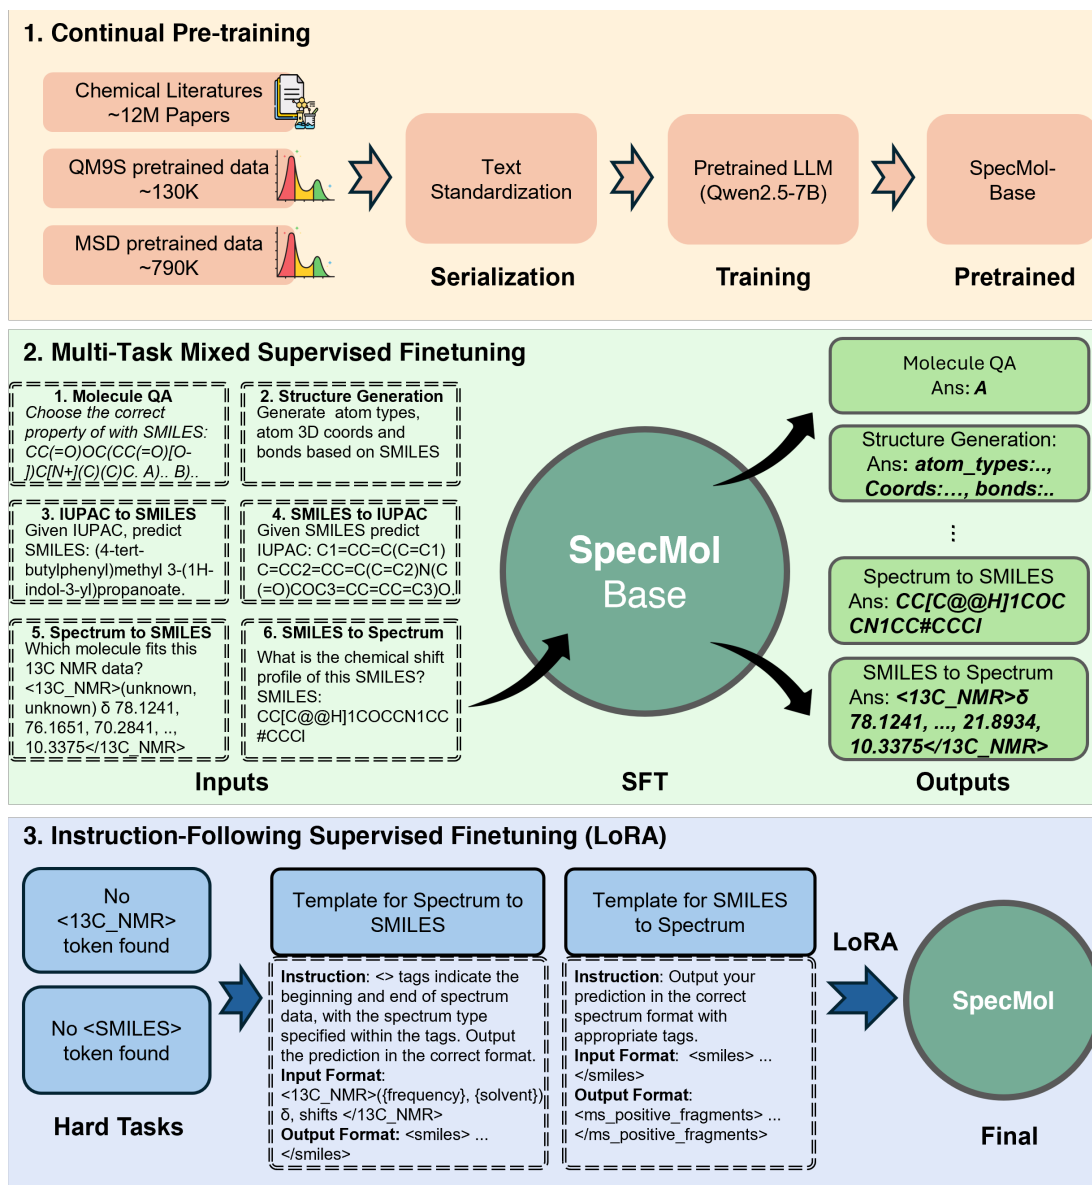 1. Continual Pre-training
Chemical Literatures
~12M Papers
QM9S pretrained data
~130K
MSD pretrained data
~790K
Text
Standardization
Serialization
Pretrained LLM
(Qwen2.5-7B)
Training
SpecMol-
Base
Pretrained
2. Multi-Task Mixed Supervised Finetuning
1. Molecule QA
Choose the correct
property of with SMILES:
CC(=O)OC(CC(=O)[O-
])C[N+](C)(C)C. A).. B)..
2. Structure Generation
Generate atom types,
atom 3D coords and
bonds based on SMILES
3. IUPAC to SMILES
Given IUPAC, predict
SMILES: (4-tert-
butylphenyl)methyl 3-(1H-
indol-3-yl)propanoate.
4. SMILES to IUPAC
Given SMILES predict
IUPAC: C1=CC=C(C=C1)
C=CC2=CC=C(C=C2)N(C
(=O)COC3=CC=CC=C3)O.
5. Spectrum to SMILES
Which molecule fits this
13C NMR data?
<13C_NMR>(unknown,
unknown) δ 78.1241,
76.1651, 70.2841, ..,
10.3375</13C_NMR>
6. SMILES to Spectrum
What is the chemical shift
profile of this SMILES?
SMILES:
CC[C@@H]1COCCN1CC
#CCCI
Inputs
SpecMol
Base
SFT
Molecule QA
Ans: A
Structure Generation:
Ans: atom_types:..,
Coords:…, bonds:..
⋮
Spectrum to SMILES
Ans: CC[C@@H]1COC
CN1CC#CCCI
SMILES to Spectrum
Ans: <13C_NMR>δ
78.1241, ..., 21.8934,
10.3375</13C_NMR>
Outputs
3. Instruction-Following Supervised Finetuning (LoRA)
No
<13C_NMR>
token found
No <SMILES>
token found
Hard Tasks
Template for Spectrum to
SMILES
Instruction: <> tags indicate the
beginning and end of spectrum
data, with the spectrum type
specified within the tags. Output
the prediction in the correct format.
Input Format:
<13C_NMR>({frequency}, {solvent})
δ, shifts </13C_NMR>
Output Format: <smiles> ...
</smiles>
Template for SMILES
to Spectrum
Instruction: Output your
prediction in the correct
spectrum format with
appropriate tags.
Input Format: <smiles> ...
</smiles>
Output Format:
<ms_positive_fragments> ...
</ms_positive_fragments>
LoRA
SpecMol
Final